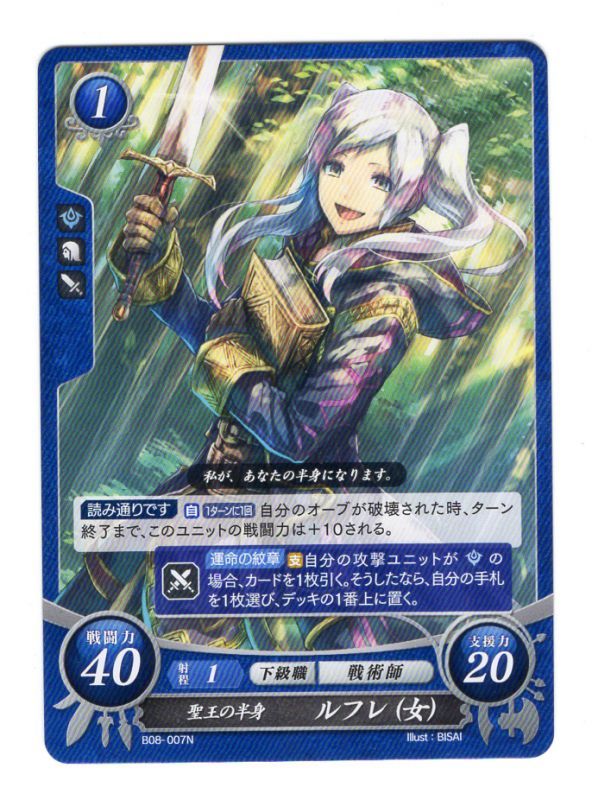 1
私が、あなたの半身になります。
読み通りです 自 1ターンに1回 自分のオーブが破壊された時、ターン
終了まで、このユニットの戦闘力は＋10される。
運命の紋章 支 自分の攻撃ユニットが の
場合、カードを1枚引く。そうしたなら、自分の手札
を1枚選び、デッキの1番上に置く。
戦闘力 40
射程 1 下級職 戦術師
支援力 20
聖王の半身 ルフレ（女）
B08-007N Illust：BISAI